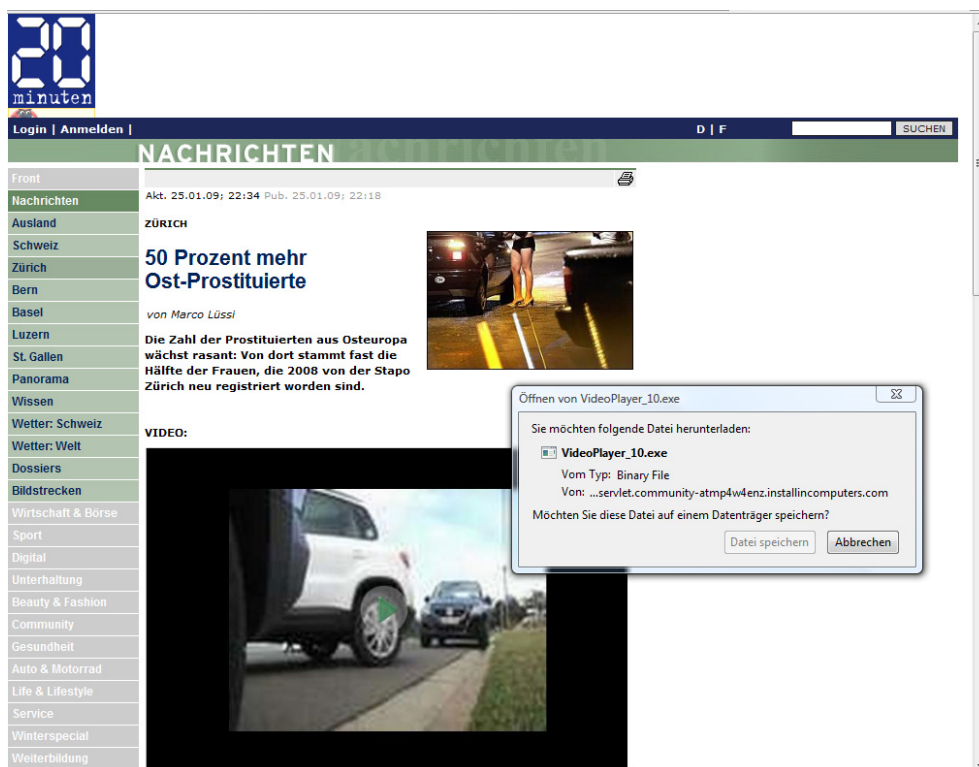 20
minuten
Login | Anmelden |
D | F
SUCHEN
NACHRICHTEN
nachrichten
Front
Nachrichten
Ausland
Schweiz
Zürich
Bern
Basel
Luzern
St. Gallen
Panorama
Wissen
Wetter: Schweiz
Wetter: Welt
Dossiers
Bildstrecken
Wirtschaft & Börse
Sport
Digital
Unterhaltung
Beauty & Fashion
Community
Gesundheit
Auto & Motorrad
Life & Lifestyle
Service
Winterspecial
Weiterbildung
Akt. 25.01.09; 22:34 Pub. 25.01.09; 22:18
ZÜRICH
50 Prozent mehr
Ost-Prostituierte
von Marco Lüssi
Die Zahl der Prostituierten aus Osteuropa
wächst rasant: Von dort stammt fast die
Hälfte der Frauen, die 2008 von der Stapo
Zürich neu registriert worden sind.
VIDEO:
Öffnen von VideoPlayer_10.exe
Sie möchten folgende Datei herunterladen:
VideoPlayer_10.exe
Vom Typ: Binary File
Von: ...servlet.community-atmp4w4enz.installincomputers.com
Möchten Sie diese Datei auf einem Datenträger speichern?
Datei speichern
Abbrechen